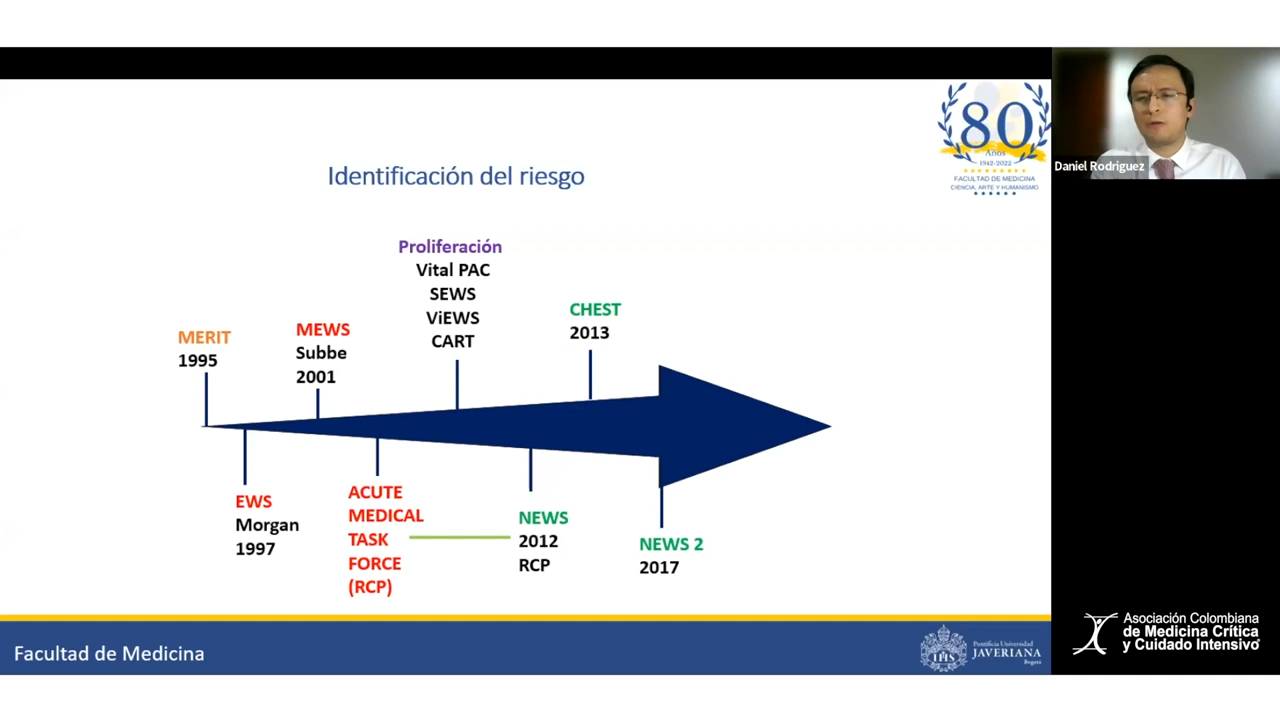 80
Años
1942-2022
FACULTAD DE MEDICINA
CIENCIA, ARTE Y HUMANISMO
Daniel Rodriguez
Identificación del riesgo
Proliferación
Vital PAC
SEWS
ViEWS
CART
CHEST
2013
MERIT
1995
MEWS
Subbe
2001
EWS
Morgan
1997
ACUTE
MEDICAL
TASK
FORCE
(RCP)
NEWS
2012
RCP
NEWS 2
2017
Facultad de Medicina
IHS
Pontificia Universidad
JAVERIANA
Bogotá
Asociación Colombiana
de Medicina Crítica
y Cuidado Intensivo